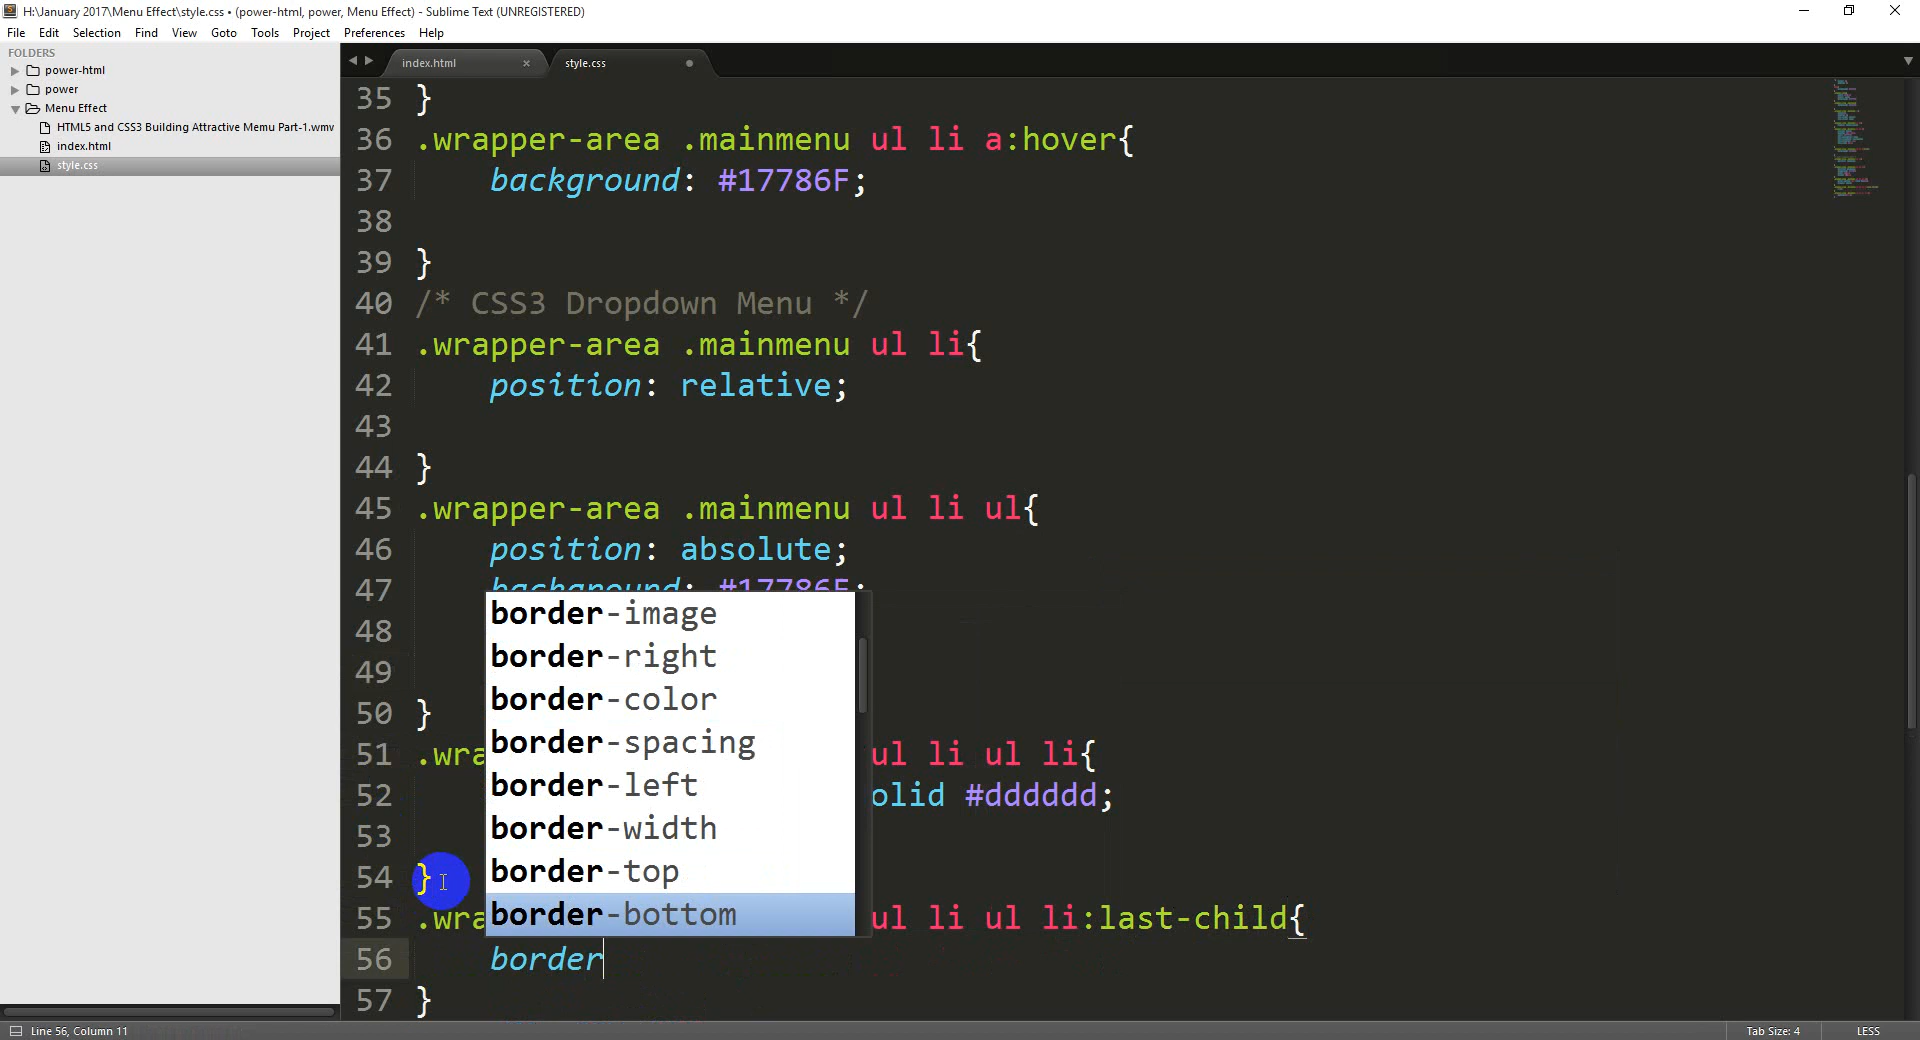 H:\January 2017\Menu Effect\style.css • (power-html, power, Menu Effect) - Sublime Text (UNREGISTERED)
File Edit Selection Find View Goto Tools Project Preferences Help
FOLDERS
power-html
power
Menu Effect
HTML5 and CSS3 Building Attractive Memu Part-1.wmv
index.html
style.css
index.html × style.css
35 }
36 .wrapper-area .mainmenu ul li a:hover{
37 background: #17786F;
38
39 }
40 /* CSS3 Dropdown Menu */
41 .wrapper-area .mainmenu ul li{
42 position: relative;
43
44 }
45 .wrapper-area .mainmenu ul li ul{
46 position: absolute;
47 background: #17786F;
48
49
50 }
51 .wra ul li ul li{
52 olid #dddddd;
53
54 }
55 .wra ul li ul li:last-child{
56 border
57 }
border-image
border-right
border-color
border-spacing
border-left
border-width
border-top
border-bottom
Line 56, Column 11
Tab Size: 4
LESS